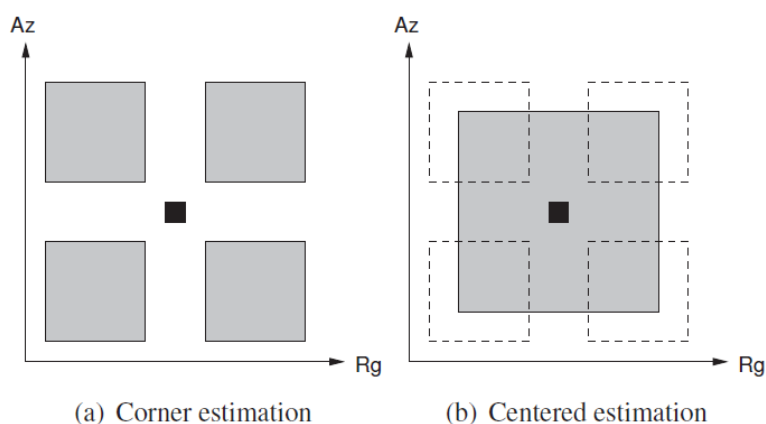 Az
Az
Rg
Rg
(a) Corner estimation
(b) Centered estimation